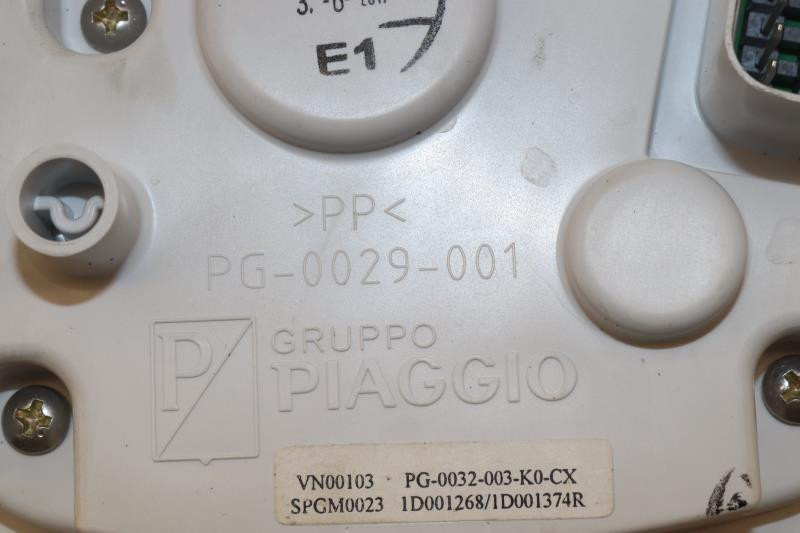 E1
>PP<
PG-0029-001
P
GRUPPO
PIAGGIO
VN00103 PG-0032-003-K0-CX
SPGM0023 1D001268/1D001374R